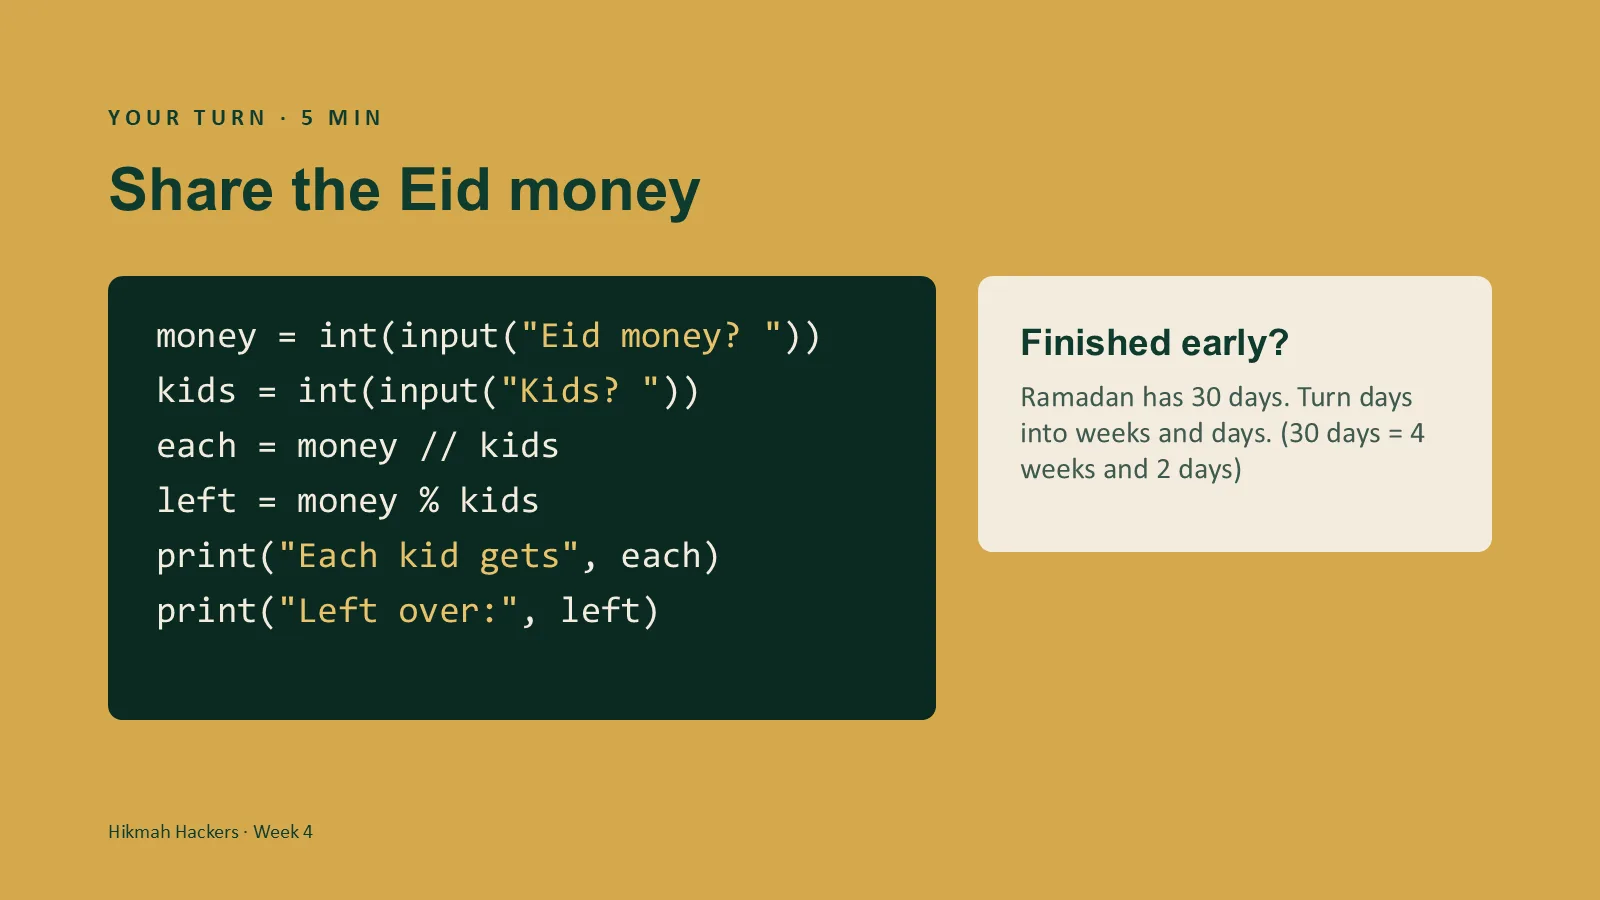 YOUR TURN · 5 MIN
Share the Eid money
money = int(input("Eid money? "))
kids = int(input("Kids? "))
each = money // kids
left = money % kids
print("Each kid gets", each)
print("Left over:", left)
Finished early?
Ramadan has 30 days. Turn days
into weeks and days. (30 days = 4
weeks and 2 days)
Hikmah Hackers · Week 4